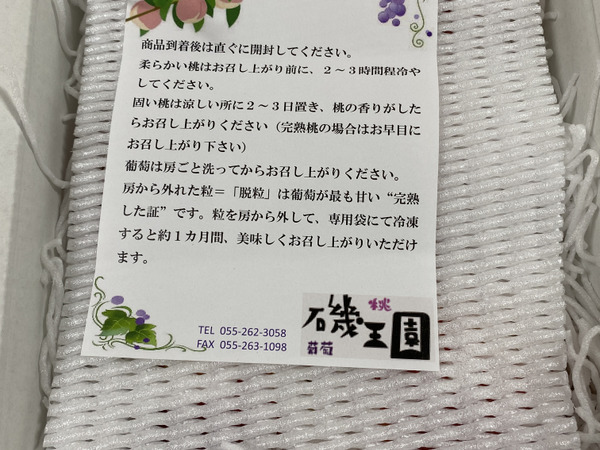 商品到着後は直ぐに開封してください。
柔らかい桃はお召し上がり前に、２～３時間程冷や
してください。
固い桃は涼しい所に２～３日置き、桃の香りがした
らお召し上がりください（完熟桃の場合はお早目に
お召し上がり下さい）
葡萄は房ごと洗ってからお召し上がりください。
房から外れた粒＝「脱粒」は葡萄が最も甘い“完熟
した証”です。粒を房から外して、専用袋にて冷凍
すると約１カ月間、美味しくお召し上がりいただけ
ます。
TEL 055-262-3058
FAX 055-263-1098
桃
磯玉園
葡萄